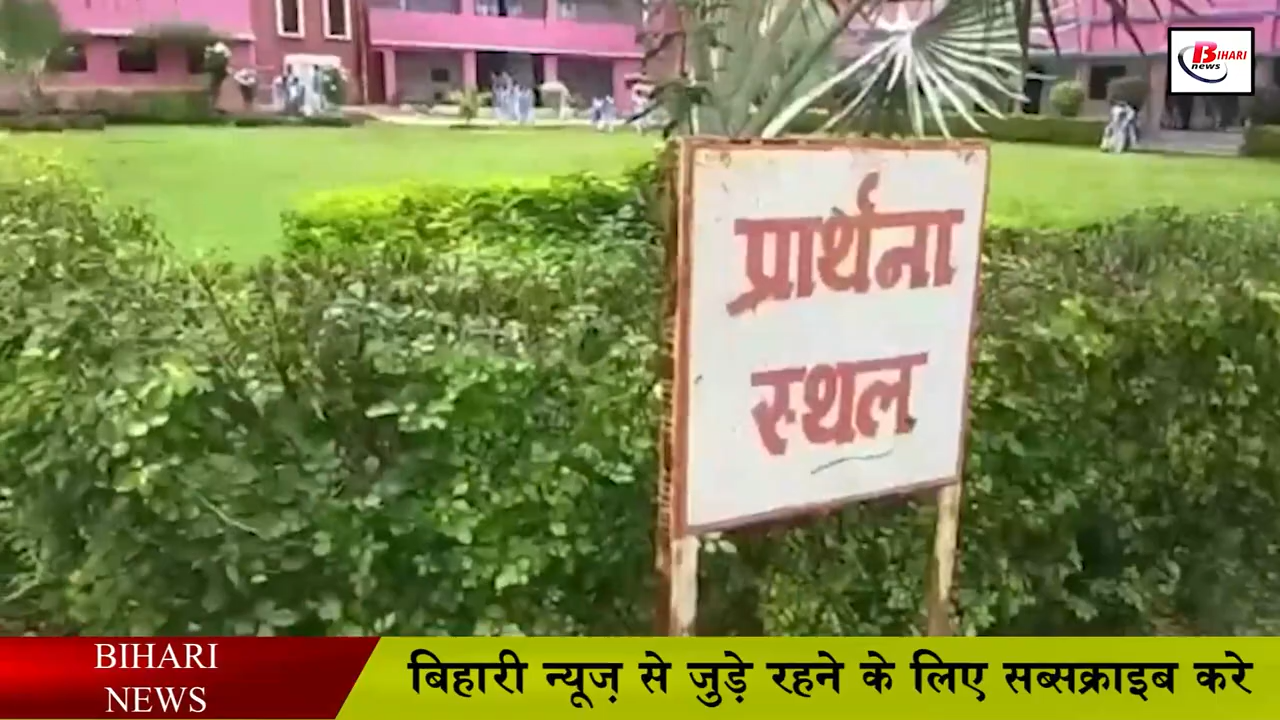 BIHARI
news
प्रार्थना
स्थल
BIHARI
NEWS
बिहारी न्यूज़ से जुड़े रहने के लिए सब्सक्राइब करे